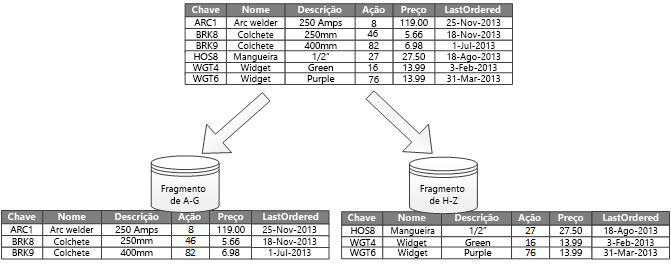 Chave Nome Descrição Ação Preço LastOrdered
ARC1 Arc welder 250 Amps 8 119.00 25-Nov-2013
BRK8 Colchete 250mm 46 5.66 18-Nov-2013
BRK9 Colchete 400mm 82 6.98 1-Jul-2013
HOS8 Mangueira 1/2” 27 27.50 18-Ago-2013
WGT4 Widget Green 16 13.99 3-Feb-2013
WGT6 Widget Purple 76 13.99 31-Mar-2013
Fragmento
de A-G
Chave Nome Descrição Ação Preço LastOrdered
ARC1 Arc welder 250 Amps 8 119.00 25-Nov-2013
BRK8 Colchete 250mm 46 5.66 18-Nov-2013
BRK9 Colchete 400mm 82 6.98 1-Jul-2013
Fragmento
de H-Z
Chave Nome Descrição Ação Preço LastOrdered
HOS8 Mangueira 1/2” 27 27.50 18-Ago-2013
WGT4 Widget Green 16 13.99 3-Feb-2013
WGT6 Widget Purple 76 13.99 31-Mar-2013